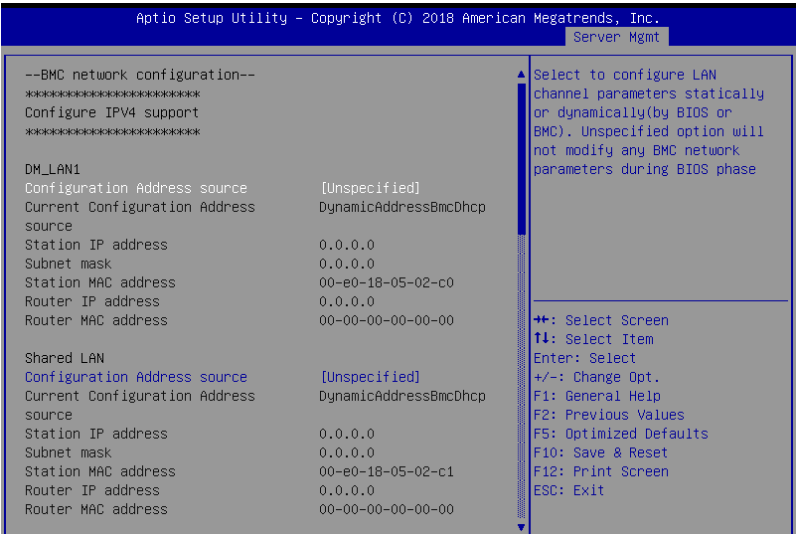 Aptio Setup Utility – Copyright (C) 2018 American Megatrends, Inc.
Server Mgmt
--BMC network configuration--
************************
Configure IPV4 support
************************
DM_LAN1
Configuration Address source [Unspecified]
Current Configuration Address DynamicAddressBmcDhcp
source
Station IP address 0.0.0.0
Subnet mask 0.0.0.0
Station MAC address 00-e0-18-05-02-c0
Router IP address 0.0.0.0
Router MAC address 00-00-00-00-00-00
Shared LAN
Configuration Address source [Unspecified]
Current Configuration Address DynamicAddressBmcDhcp
source
Station IP address 0.0.0.0
Subnet mask 0.0.0.0
Station MAC address 00-e0-18-05-02-c1
Router IP address 0.0.0.0
Router MAC address 00-00-00-00-00-00
Select to configure LAN
channel parameters statically
or dynamically(by BIOS or
BMC). Unspecified option will
not modify any BMC network
parameters during BIOS phase
→←: Select Screen
↑↓: Select Item
Enter: Select
+/-: Change Opt.
F1: General Help
F2: Previous Values
F5: Optimized Defaults
F10: Save & Reset
F12: Print Screen
ESC: Exit